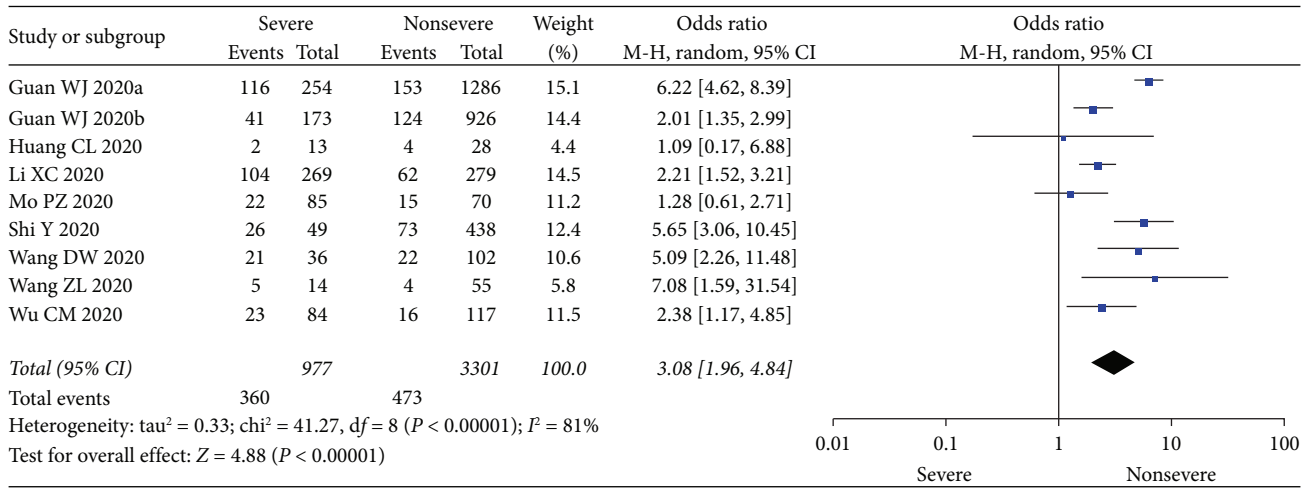 Study or subgroup Severe Nonsevere Weight Odds ratio Odds ratio
Events Total Events Total (%) M-H, random, 95% CI M-H, random, 95% CI
Guan WJ 2020a 116 254 153 1286 15.1 6.22 [4.62, 8.39]
Guan WJ 2020b 41 173 124 926 14.4 2.01 [1.35, 2.99]
Huang CL 2020 2 13 4 28 4.4 1.09 [0.17, 6.88]
Li XC 2020 104 269 62 279 14.5 2.21 [1.52, 3.21]
Mo PZ 2020 22 85 15 70 11.2 1.28 [0.61, 2.71]
Shi Y 2020 26 49 73 438 12.4 5.65 [3.06, 10.45]
Wang DW 2020 21 36 22 102 10.6 5.09 [2.26, 11.48]
Wang ZL 2020 5 14 4 55 5.8 7.08 [1.59, 31.54]
Wu CM 2020 23 84 16 117 11.5 2.38 [1.17, 4.85]
Total (95% CI) 977 3301 100.0 3.08 [1.96, 4.84]
Total events 360 473
Heterogeneity: tau² = 0.33; chi² = 41.27, df = 8 (P < 0.00001); I² = 81%
Test for overall effect: Z = 4.88 (P < 0.00001)
0.01 0.1 1 10 100
Severe Nonsevere